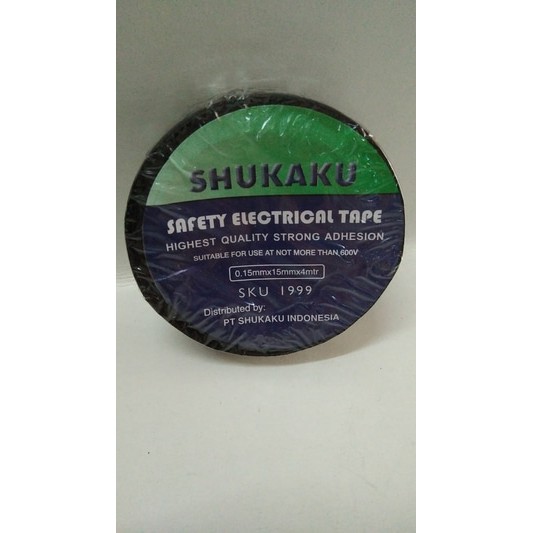 SHUKAKU
SAFETY ELECTRICAL TAPE
HIGHEST QUALITY STRONG ADHESION
SUITABLE FOR USE AT NOT MORE THAN 600V
0.15mmx15mmx4mtr
SKU 1999
Distributed by:
PT SHUKAKU INDONESIA